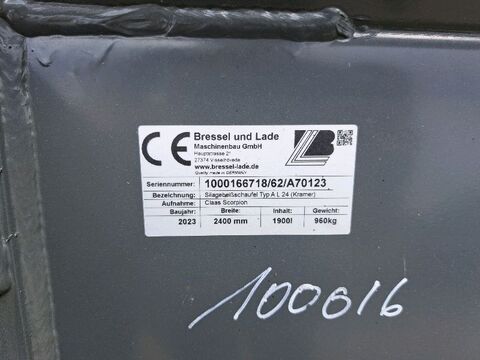 CE
Bressel und Lade
Maschinenbau GmbH
Hauptstrasse 2
27374 Visselhövede
www.bressel-lade.de
Quality made in GERMANY
Seriennummer: 1000166718/62/A70123
Bezeichnung: Silagebeißschaufel Typ A L 24 (Kramer)
Aufnahme: Claas Scorpion
Baujahr: Breite: Inhalt: Gewicht:
2023 2400 mm 1900l 960kg
100616